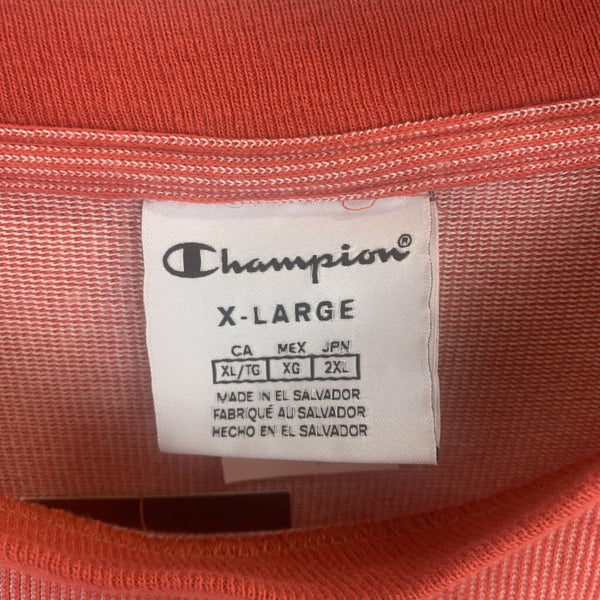 Champion®
X-LARGE
CA MEX JPN
XL/TG XG 2XL
MADE IN EL SALVADOR
FABRIQUÉ AU SALVADOR
HECHO EN EL SALVADOR